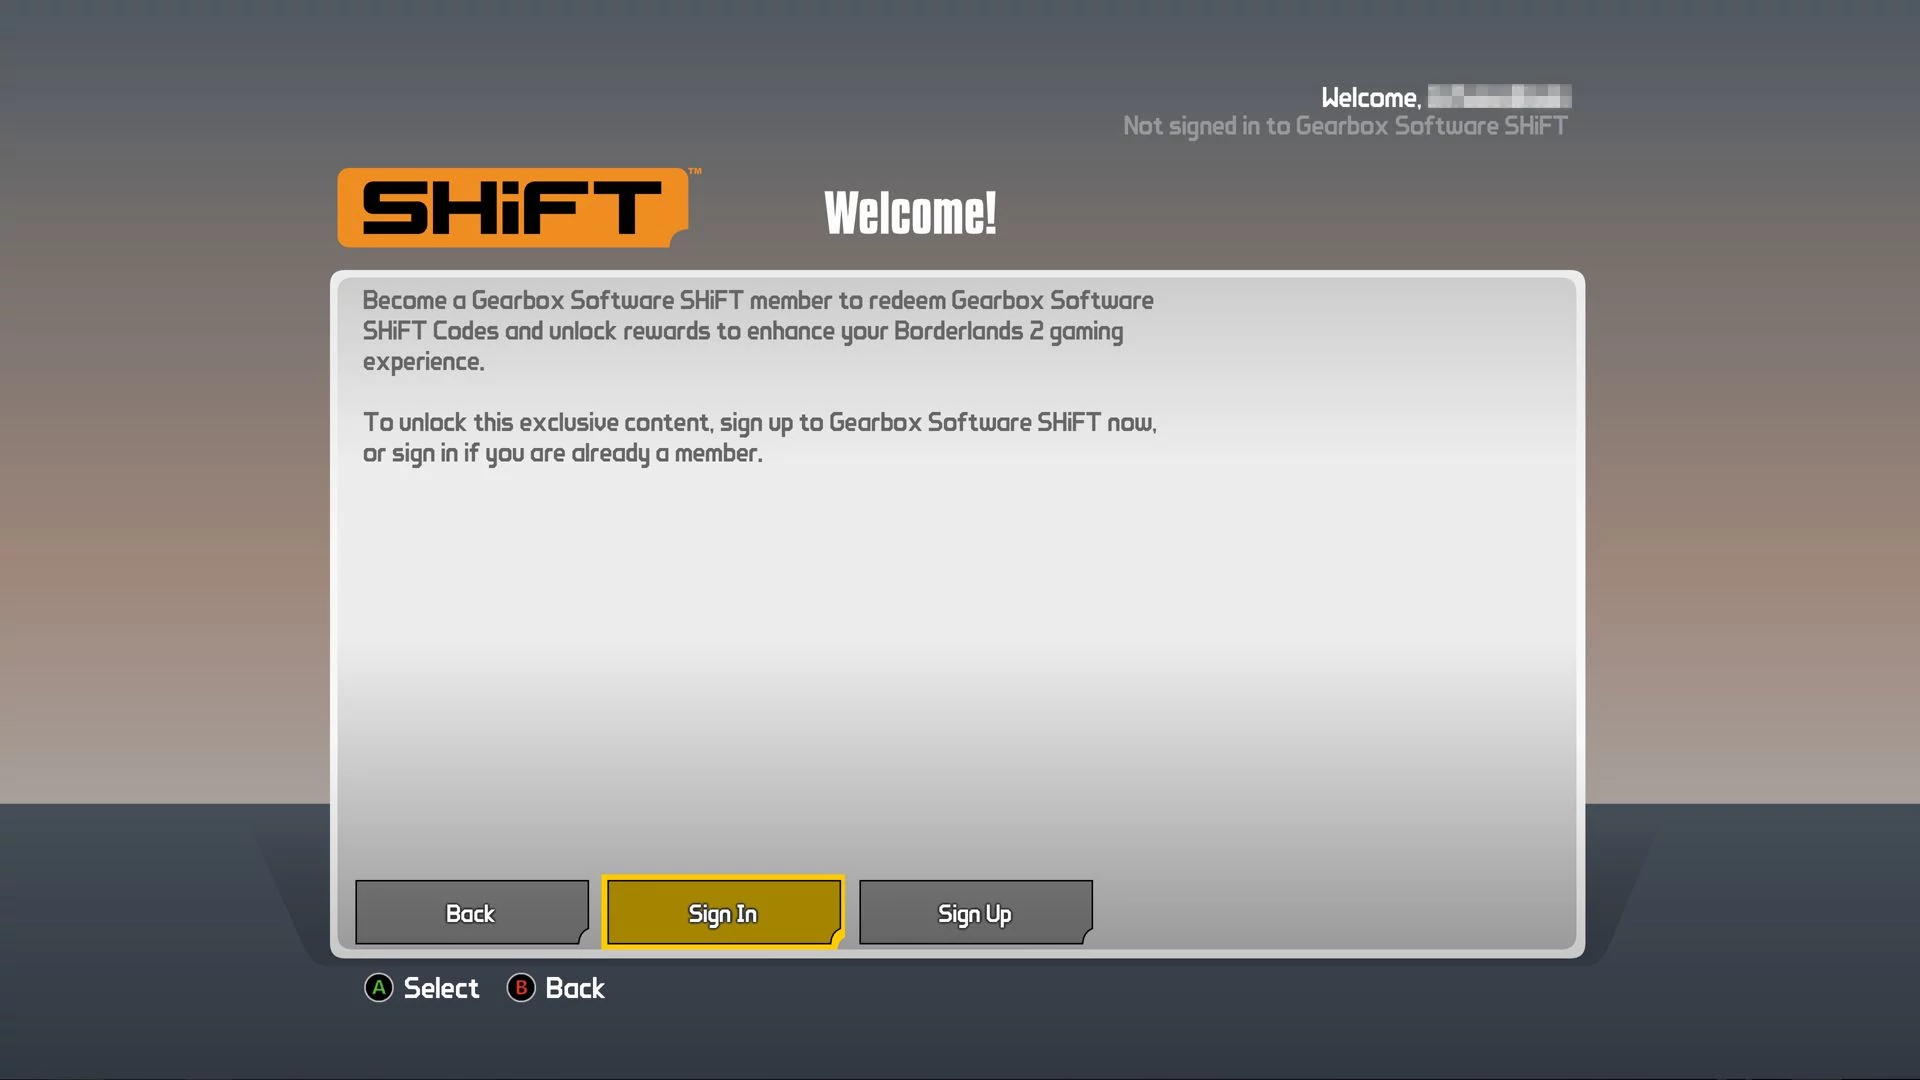 Welcome,
Not signed in to Gearbox Software SHiFT
SHiFT™
Welcome!
Become a Gearbox Software SHiFT member to redeem Gearbox Software
SHiFT Codes and unlock rewards to enhance your Borderlands 2 gaming
experience.
To unlock this exclusive content, sign up to Gearbox Software SHiFT now,
or sign in if you are already a member.
Back
Sign In
Sign Up
A Select B Back